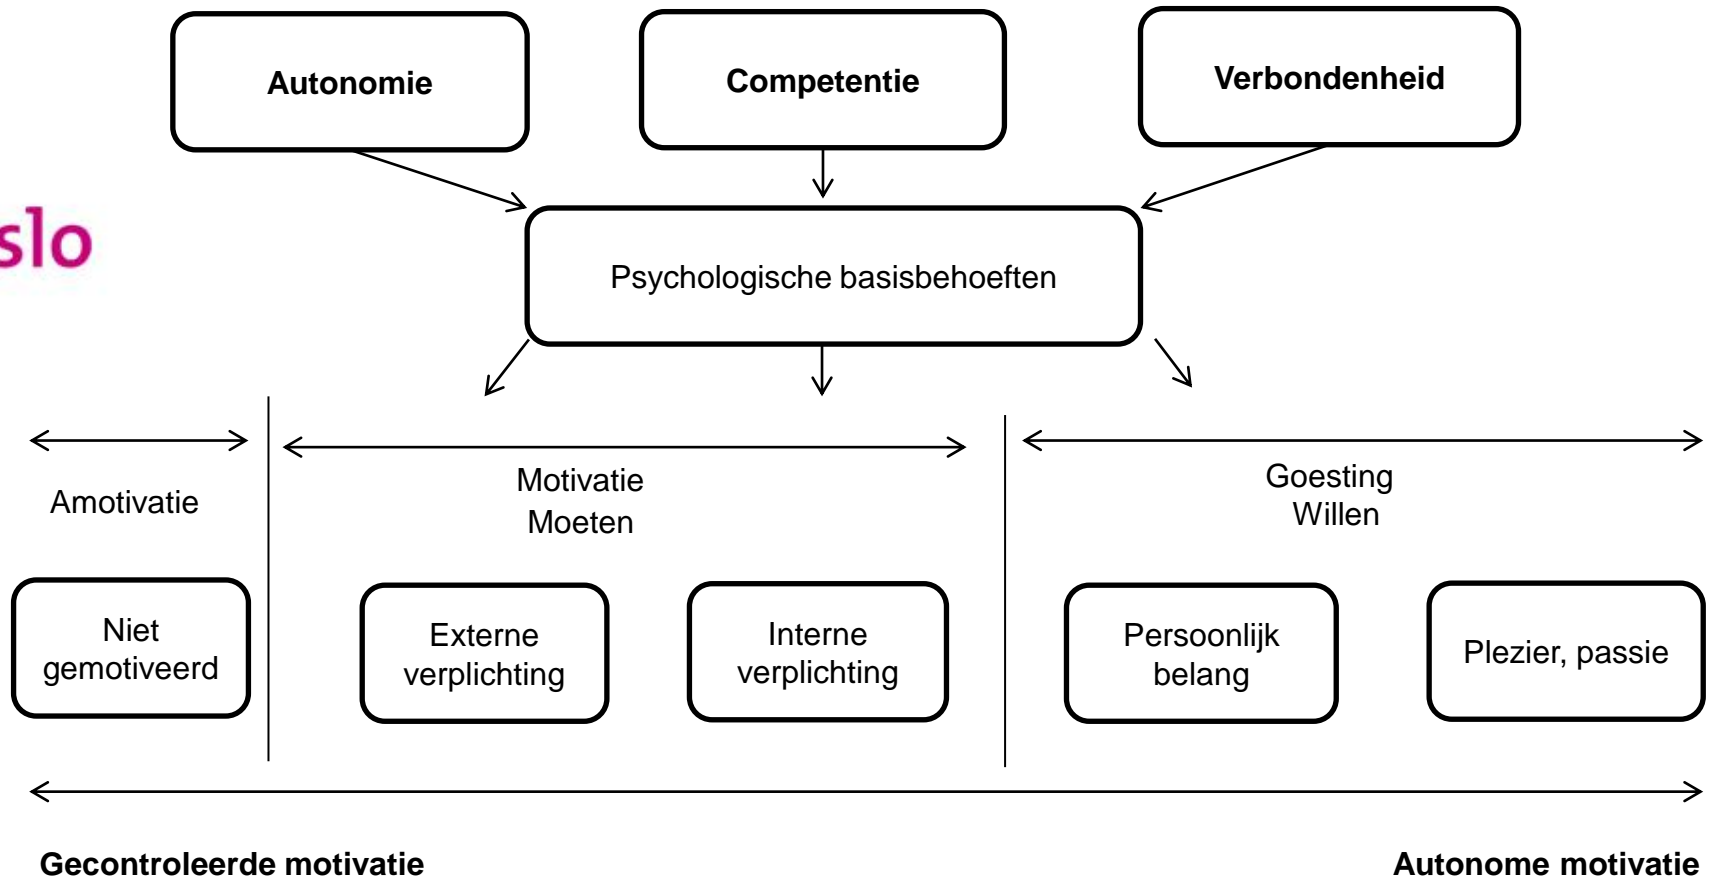 Autonomie
Competentie
Verbondenheid
slo
Psychologische basisbehoeften
Amotivatie
Motivatie
Moeten
Goesting
Willen
Niet
gemotiveerd
Externe
verplichting
Interne
verplichting
Persoonlijk
belang
Plezier, passie
Gecontroleerde motivatie
Autonome motivatie